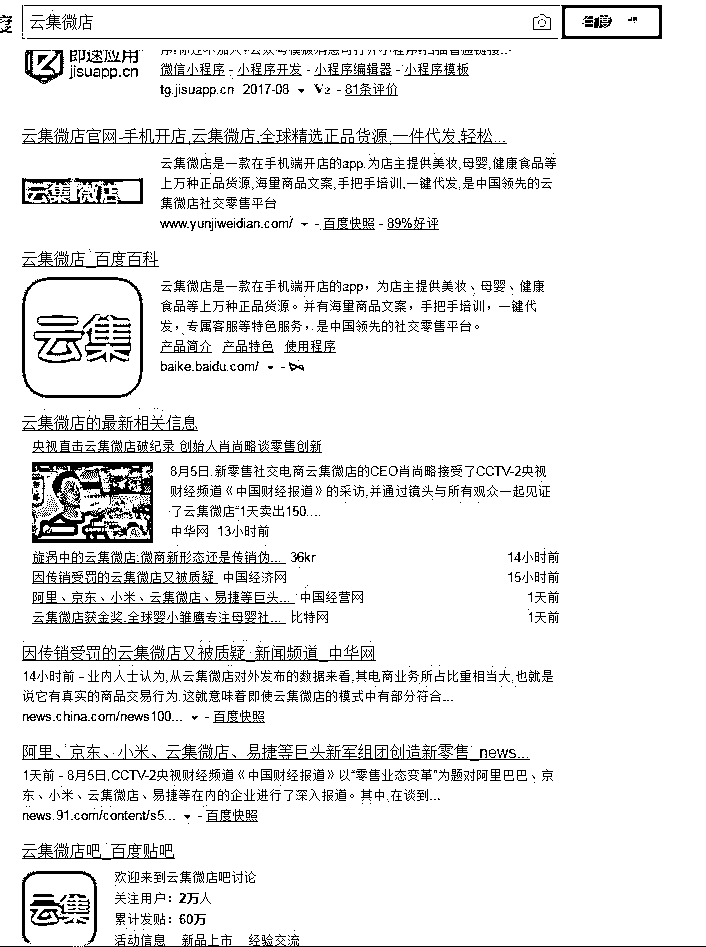 云集微店
即速应用
jisuapp.cn
微信小程序 - 小程序开发 - 小程序编辑器 - 小程序模板
tg.jisuapp.cn 2017-08 - 81条评价
云集微店官网-手机开店,云集微店,全球精选正品货源,一件代发,轻松...
云集微店
云集微店是一款在手机端开店的app,为店主提供美妆,母婴,健康食品等
上万种正品货源,海量商品文案,手把手培训,一键代发,是中国领先的云
集微店社交零售平台
www.yunjiweidian.com/ - 百度快照 - 89%好评
云集微店_百度百科
云集
云集微店是一款在手机端开店的app，为店主提供美妆、母婴、健康
食品等上万种正品货源。并有海量商品文案，手把手培训，一键代
发，专属客服等特色服务，是中国领先的社交零售平台。
产品简介 产品特色 使用程序
baike.baidu.com/ -
云集微店的最新相关信息
央视直击云集微店破纪录 创始人肖尚略谈零售创新
8月5日,新零售社交电商云集微店的CEO肖尚略接受了CCTV-2央视
财经频道《中国财经报道》的采访,并通过镜头与所有观众一起见证
了云集微店“1天卖出150....
中华网 13小时前
旋涡中的云集微店:微商新形态还是传销伪... 36kr 14小时前
因传销受罚的云集微店又被质疑 中国经济网 15小时前
阿里、京东、小米、云集微店、易捷等巨头... 中国经营网 1天前
云集微店获金奖,全球婴小雏鹰专注母婴社... 比特网 1天前
因传销受罚的云集微店又被质疑_新闻频道_中华网
14小时前 - 业内人士认为,从云集微店对外发布的数据来看,其电商业务所占比重相当大,也就是
说它有真实的商品交易行为.这就意味着即使云集微店的模式中有部分符合...
news.china.com/news100... - 百度快照
阿里、京东、小米、云集微店、易捷等巨头新军组团创造新零售_news...
1天前 - 8月5日,CCTV-2央视财经频道《中国财经报道》以“零售业态变革”为题对阿里巴巴、京
东、小米、云集微店、易捷等在内的企业进行了深入报道。其中,在谈到...
news.91.com/content/s5... - 百度快照
云集微店吧_百度贴吧
云集
欢迎来到云集微店吧讨论
关注用户：2万人
累计发贴：60万
活动信息 新品上市 经验交流